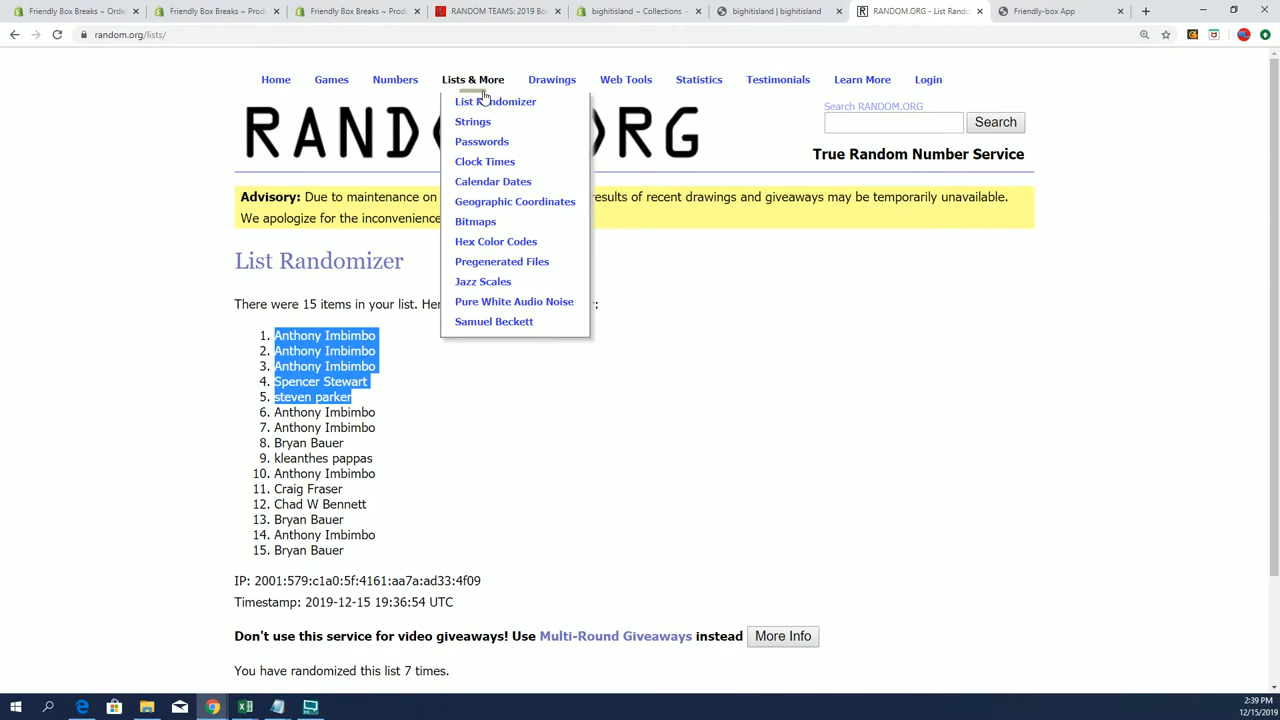 Friendly Box Breaks ~ Orde
Friendly Box Breaks ~ Produ
Friendly Box Breaks ~ Produ
RANDOM TEAMS: 2019 Bo
bighitisland ~ Collections ~
bighitisland | bighitisland
RANDOM.ORG - List Rando
Friendly-box App
random.org/lists/
Home Games Numbers Lists & More Drawings Web Tools Statistics Testimonials Learn More Login
List Randomizer
Strings
Passwords
Clock Times
Calendar Dates
Geographic Coordinates
Bitmaps
Hex Color Codes
Pregenerated Files
Jazz Scales
Pure White Audio Noise
Samuel Beckett
RAND RG
Search RANDOM.ORG
Search
True Random Number Service
Advisory: Due to maintenance on results of recent drawings and giveaways may be temporarily unavailable.
We apologize for the inconvenience
List Randomizer
There were 15 items in your list. Her :
1. Anthony Imbimbo
2. Anthony Imbimbo
3. Anthony Imbimbo
4. Spencer Stewart
5. steven parker
6. Anthony Imbimbo
7. Anthony Imbimbo
8. Bryan Bauer
9. kleanthes pappas
10. Anthony Imbimbo
11. Craig Fraser
12. Chad W Bennett
13. Bryan Bauer
14. Anthony Imbimbo
15. Bryan Bauer
IP: 2001:579:c1a0:5f:4161:aa7a:ad33:4f09
Timestamp: 2019-12-15 19:36:54 UTC
Don't use this service for video giveaways! Use Multi-Round Giveaways instead More Info
You have randomized this list 7 times.
2:39 PM
12/15/2019